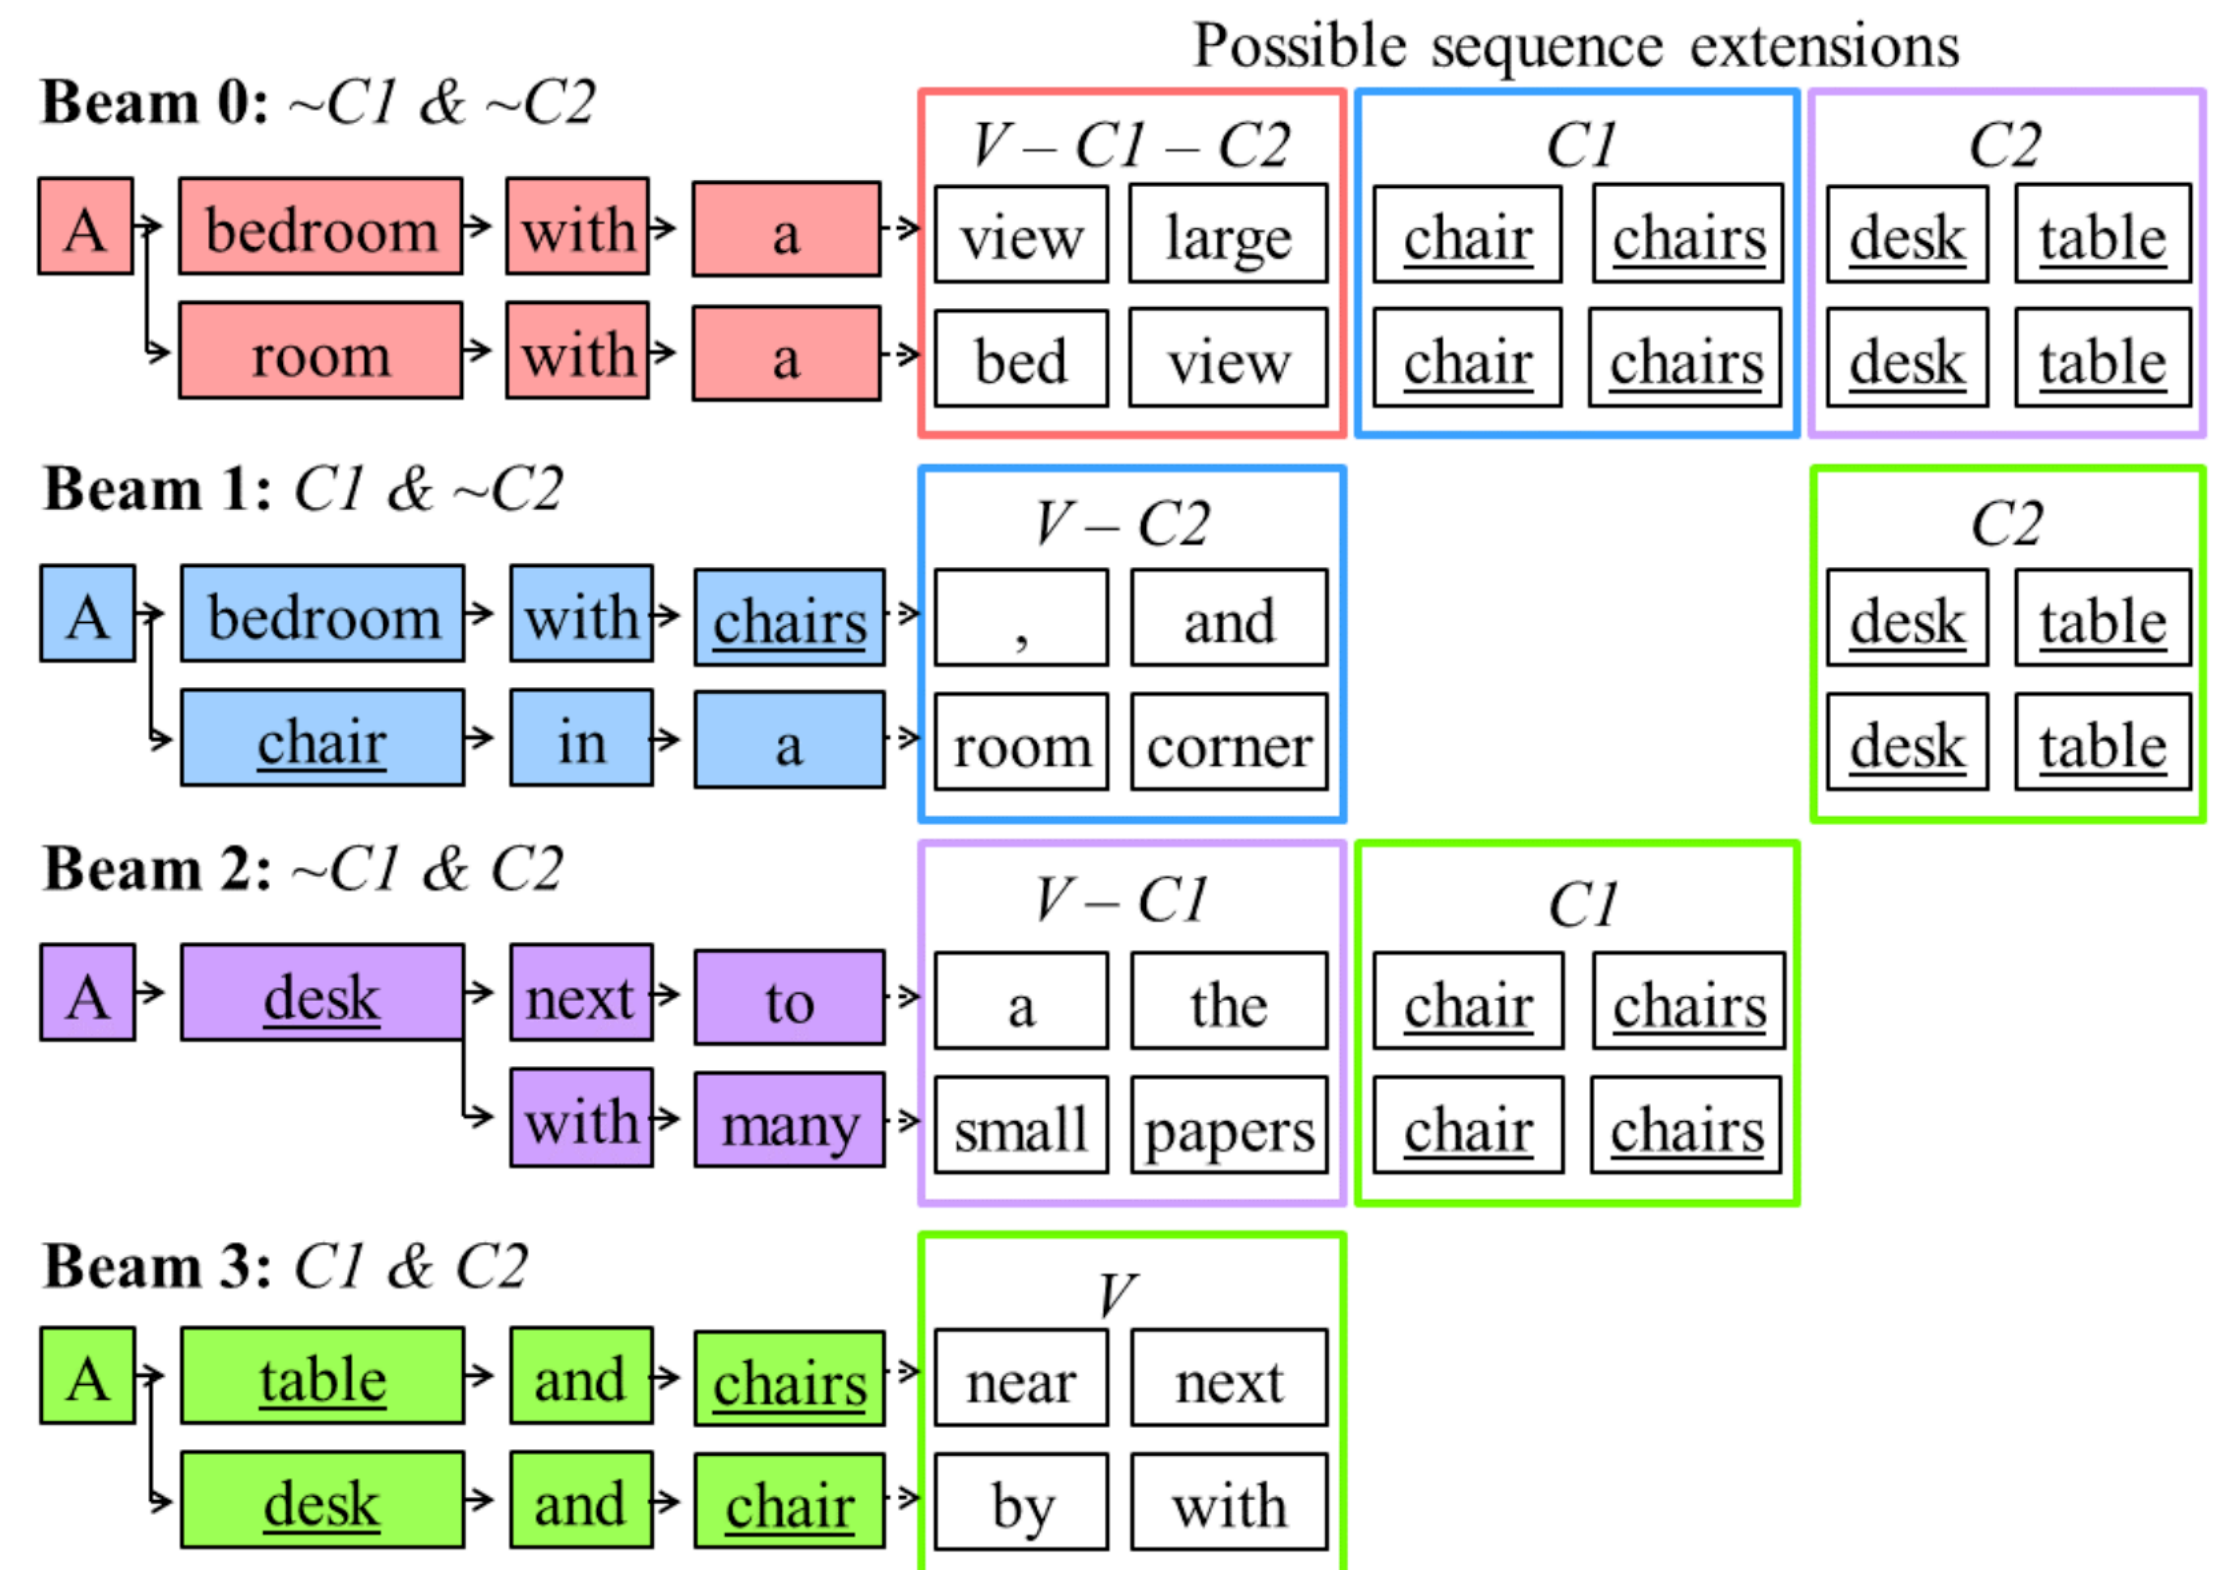 Possible sequence extensions
Beam 0: ~C1 & ~C2
V – C1 – C2 C1 C2
A bedroom with a view large chair chairs desk table
room with a bed view chair chairs desk table
Beam 1: C1 & ~C2
V – C2 C2
A bedroom with chairs , and desk table
chair in a room corner desk table
Beam 2: ~C1 & C2
V – C1 C1
A desk next to a the chair chairs
with many small papers chair chairs
Beam 3: C1 & C2
V
A table and chairs near next
desk and chair by with